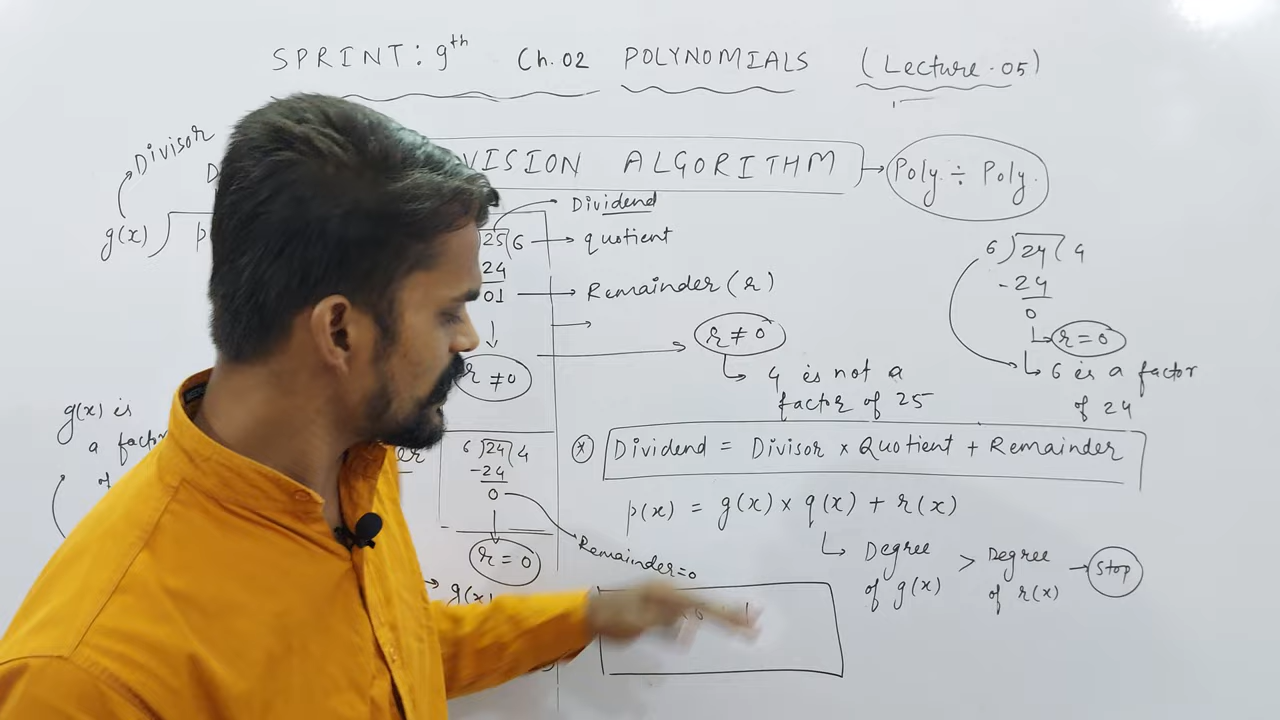 SPRINT: 9th Ch. 02 POLYNOMIALS (Lecture-05)
Divisor
VISION ALGORITHM → Poly. ÷ Poly.
g(x) ) p
Dividend
25 ( 6 → quotient
24
01 → Remainder (r)
r ≠ 0
6 ) 24 ( 4
- 24
0
r = 0
6 is a factor
of 24
r ≠ 0
4 is not a
factor of 25
g(x) is
a factor
of
6 ) 24 ( 4
-24
0
r = 0
Remainder=0
* Dividend = Divisor x Quotient + Remainder
p(x) = g(x) x q(x) + r(x)
Degree of g(x) > Degree of r(x) → Stop
g(x)